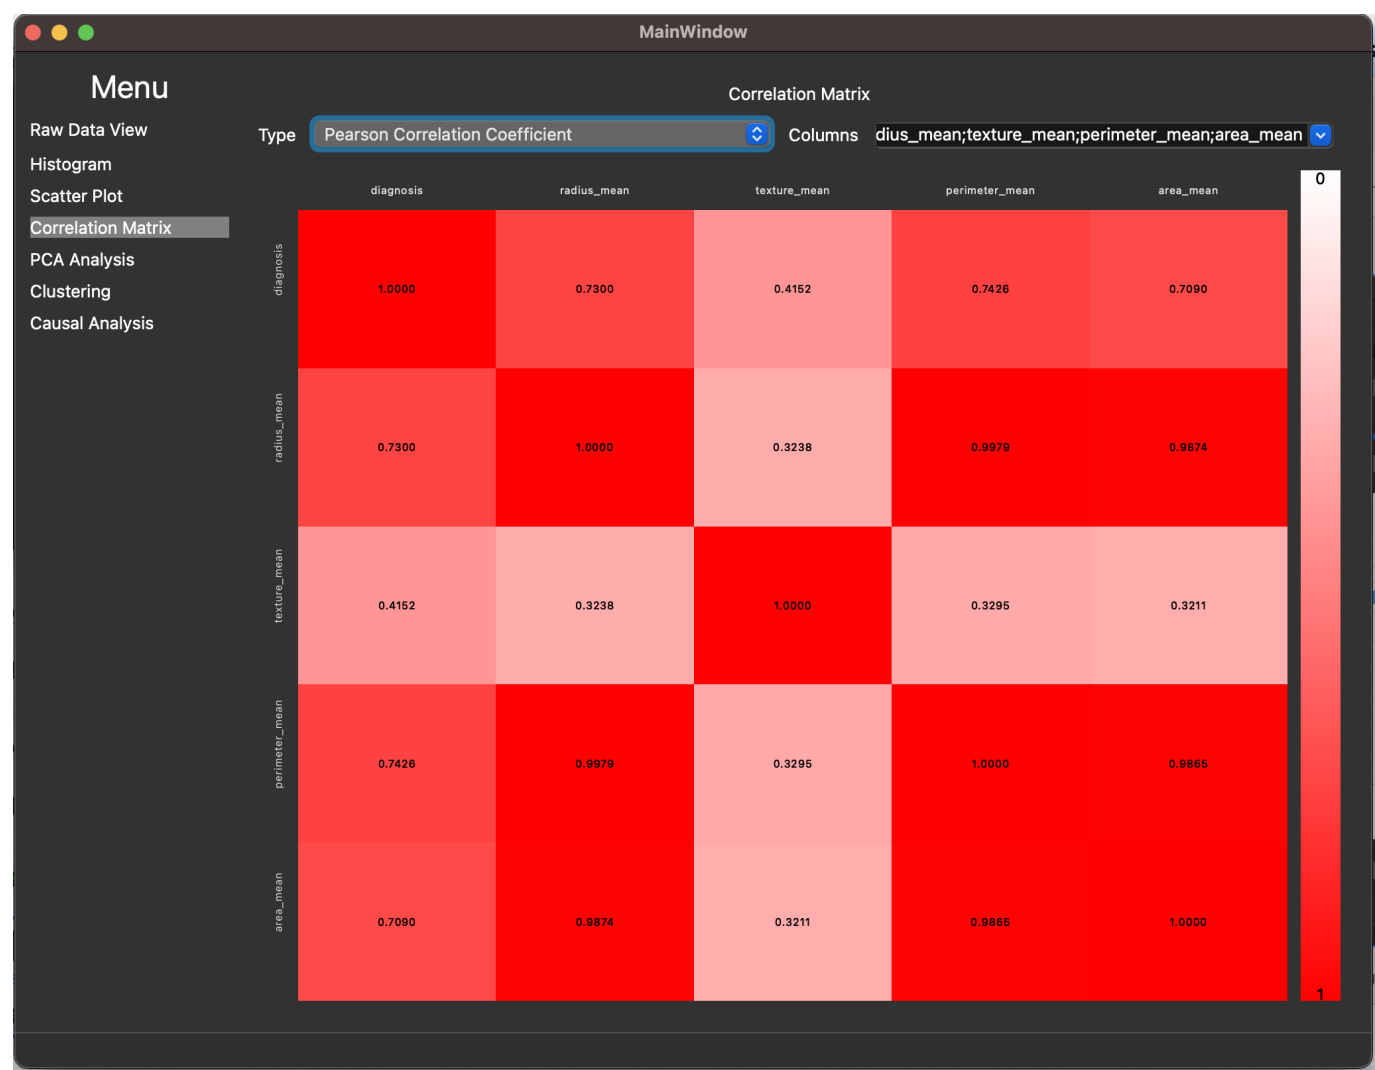 MainWindow
Menu
Raw Data View
Histogram
Scatter Plot
Correlation Matrix
PCA Analysis
Clustering
Causal Analysis
Correlation Matrix
Type Pearson Correlation Coefficient Columns dius_mean;texture_mean;perimeter_mean;area_mean
diagnosis radius_mean texture_mean perimeter_mean area_mean
diagnosis 1.0000 0.7300 0.4152 0.7426 0.7090
radius_mean 0.7300 1.0000 0.3238 0.9979 0.9874
texture_mean 0.4152 0.3238 1.0000 0.3295 0.3211
perimeter_mean 0.7426 0.9979 0.3295 1.0000 0.9865
area_mean 0.7090 0.9874 0.3211 0.9865 1.0000
0
1